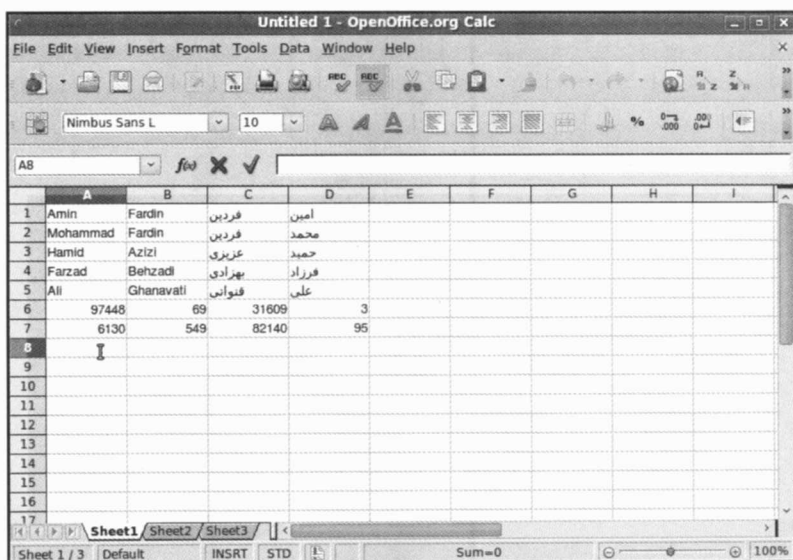 Untitled 1 - OpenOffice.org Calc
File Edit View Insert Format Tools Data Window Help
Nimbus Sans L 10
A8 f(x)
A B C D E F G H I
1 Amin Fardin فردین امین
2 Mohammad Fardin فردین محمد
3 Hamid Azizi عزیزی حمید
4 Farzad Behzadi بهزادی فرزاد
5 Ali Ghanavati قنواتی علی
6 97448 69 31609 3
7 6130 549 82140 95
8
9
10
11
12
13
14
15
16
17
Sheet1 Sheet2 Sheet3
Sheet 1 / 3 Default INSRT STD Sum=0 100%